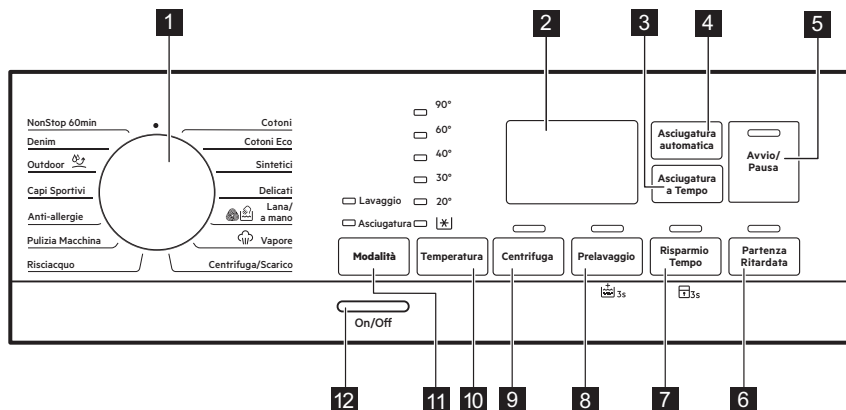 1
2
3
4
5
NonStop 60min
Denim
Outdoor
Capi Sportivi
Anti-allergie
Pulizia Macchina
Risciacquo
Cotoni
Cotoni Eco
Sintetici
Delicati
Lana/
a mano
Vapore
Centrifuga/Scarico
90°
60°
40°
30°
20°
Lavaggio
Asciugatura
Asciugatura
automatica
Asciugatura
a Tempo
Avvio/
Pausa
Modalità
Temperatura
Centrifuga
Prelavaggio
Risparmio
Tempo
Partenza
Ritardata
3s
3s
On/Off
12
11
10
9
8
7
6